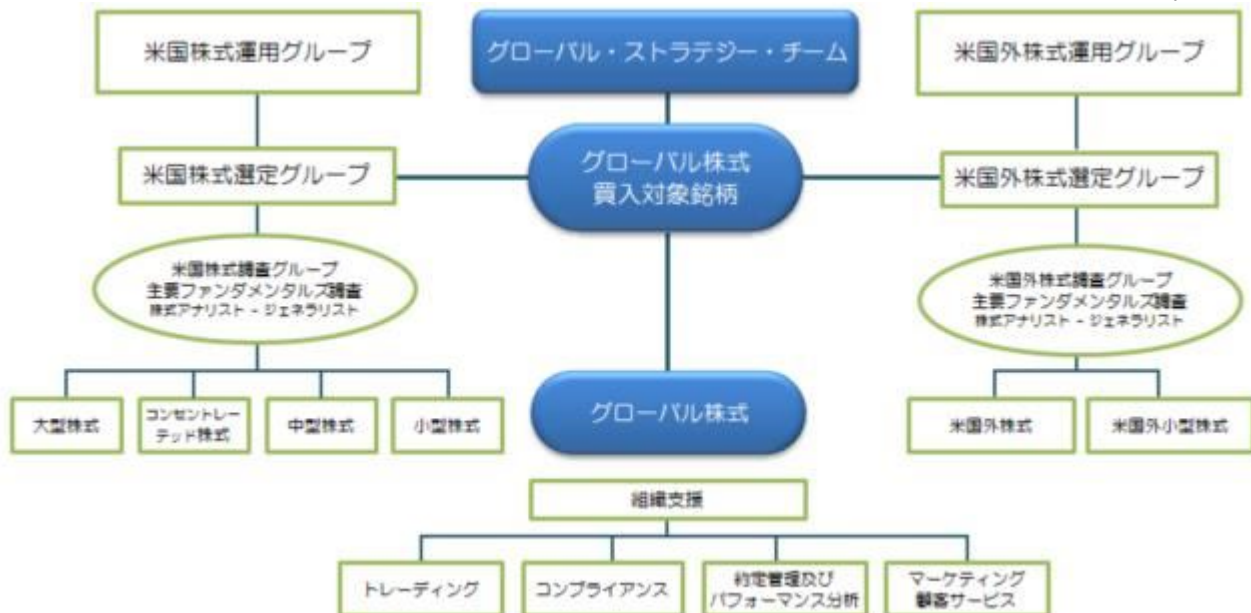 米国株式運用グループ
グローバル・ストラテジー・チーム
米国外株式運用グループ
米国株式選定グループ
グローバル株式
買入対象銘柄
米国外株式選定グループ
米国株式調査グループ
主要ファンダメンタルズ調査
株式アナリスト - ジェネラリスト
米国外株式調査グループ
主要ファンダメンタルズ調査
株式アナリスト - ジェネラリスト
大型株式
コンセントレー
テッド株式
中型株式
小型株式
グローバル株式
米国外株式
米国外小型株式
組織支援
トレーディング
コンプライアンス
約定管理及び
パフォーマンス分析
マーケティング
顧客サービス